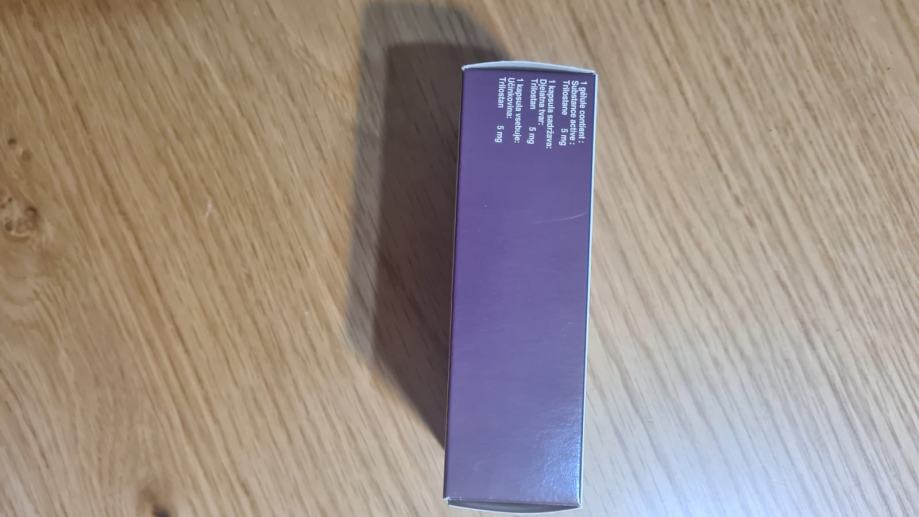 1 gélule contient :
Substance active :
Trilostane 5 mg
1 kapsula sadržava:
Djelatna tvar:
Trilostan 5 mg
1 kapsula vsebuje:
Učinkovina:
Trilostan 5 mg